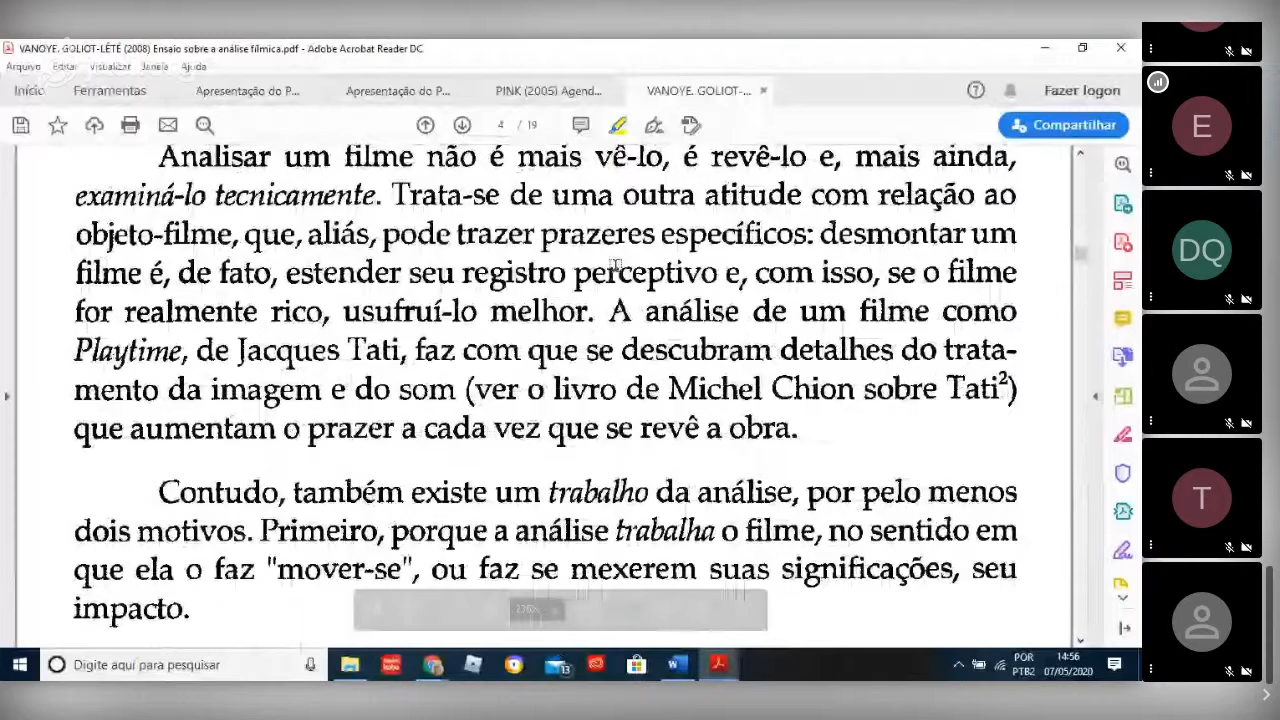 VANOYE. GOLIOT-LÉTÉ (2008) Ensaio sobre a análise fílmica.pdf - Adobe Acrobat Reader DC
Arquivo Editar Visualizar Janela Ajuda
Início Ferramentas Apresentação do P... Apresentação do P... PINK (2005) Agend... VANOYE. GOLIOT-... × Fazer logon
4 / 19 Compartilhar
Analisar um filme não é mais vê-lo, é revê-lo e, mais ainda,
examiná-lo tecnicamente. Trata-se de uma outra atitude com relação ao
objeto-filme, que, aliás, pode trazer prazeres específicos: desmontar um
filme é, de fato, estender seu registro perceptivo e, com isso, se o filme
for realmente rico, usufruí-lo melhor. A análise de um filme como
Playtime, de Jacques Tati, faz com que se descubram detalhes do trata-
mento da imagem e do som (ver o livro de Michel Chion sobre Tati²)
que aumentam o prazer a cada vez que se revê a obra.
Contudo, também existe um trabalho da análise, por pelo menos
dois motivos. Primeiro, porque a análise trabalha o filme, no sentido em
que ela o faz "mover-se", ou faz se mexerem suas significações, seu
impacto.
Digite aqui para pesquisar
13
POR
PTB2
14:56
07/05/2020
E
DQ
T